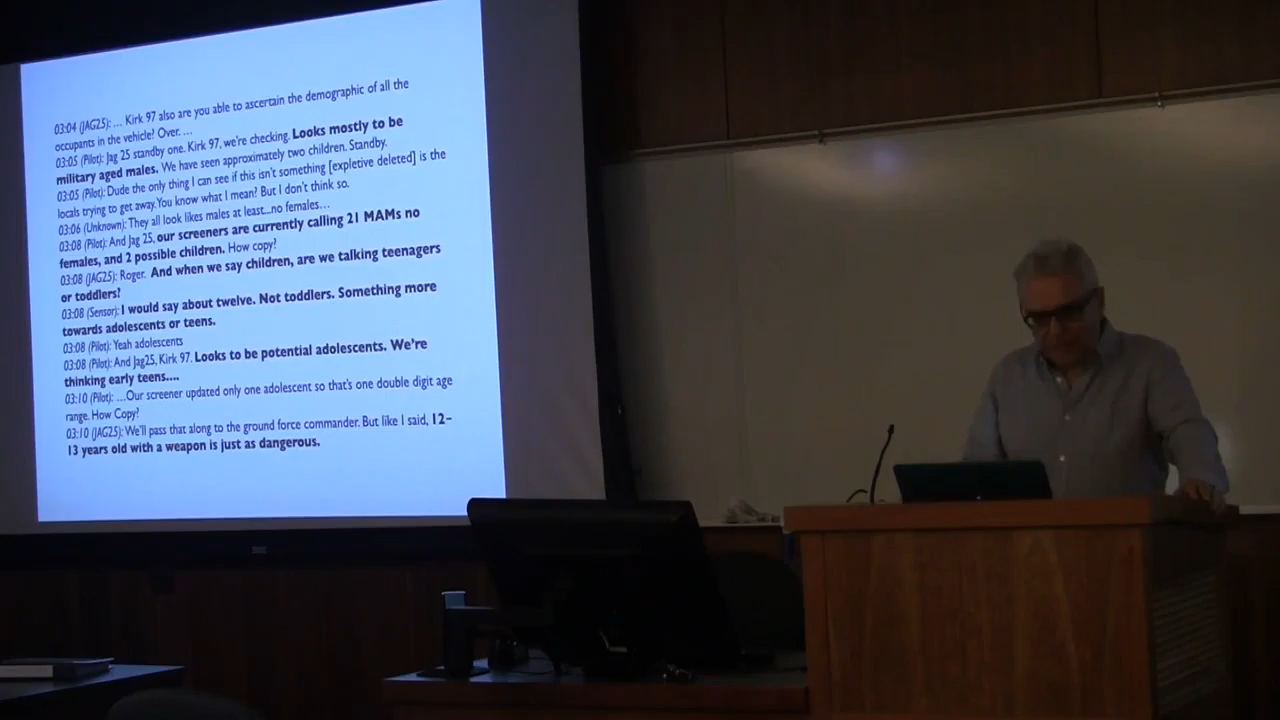 03:04 (JAG25): ... Kirk 97 also are you able to ascertain the demographic of all the
occupants in the vehicle? Over. ...
03:05 (Pilot): Jag 25 standby one. Kirk 97, we're checking. Looks mostly to be
military aged males. We have seen approximately two children. Standby.
03:05 (Pilot): Dude the only thing I can see if this isn't something [expletive deleted] is the
locals trying to get away. You know what I mean? But I don't think so.
03:06 (Unknown): They all look likes males at least...no females...
03:08 (Pilot): And Jag 25, our screeners are currently calling 21 MAMs no
females, and 2 possible children. How copy?
03:08 (JAG25): Roger. And when we say children, are we talking teenagers
or toddlers?
03:08 (Sensor): I would say about twelve. Not toddlers. Something more
towards adolescents or teens.
03:08 (Pilot): Yeah adolescents
03:08 (Pilot): And Jag25, Kirk 97. Looks to be potential adolescents. We're
thinking early teens....
03:10 (Pilot): ...Our screener updated only one adolescent so that's one double digit age
range. How Copy?
03:10 (JAG25): We'll pass that along to the ground force commander. But like I said, 12–
13 years old with a weapon is just as dangerous.